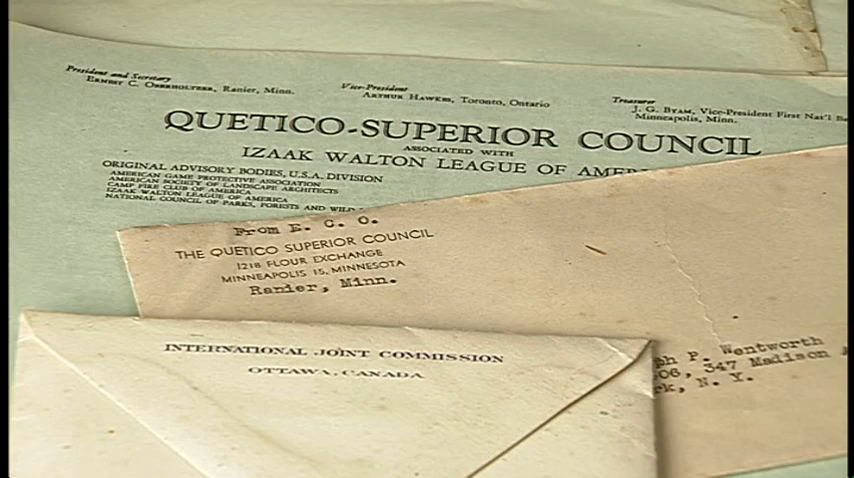 President and Secretary
Ernest C. Oberholtzer, Ranier, Minn.
Vice-President
Arthur Hawkes, Toronto, Ontario
Treasurer
J. G. Byam, Vice-President First Nat'l B
Minneapolis, Minn.
QUETICO-SUPERIOR COUNCIL
ASSOCIATED WITH
IZAAK WALTON LEAGUE OF AMER
ORIGINAL ADVISORY BODIES, U.S.A. DIVISION
AMERICAN GAME PROTECTIVE ASSOCIATION
AMERICAN SOCIETY OF LANDSCAPE ARCHITECTS
CAMP FIRE CLUB OF AMERICA
IZAAK WALTON LEAGUE OF AMERICA
NATIONAL COUNCIL OF PARKS, FORESTS AND WILD
From E. C. O.
THE QUETICO SUPERIOR COUNCIL
1218 FLOUR EXCHANGE
MINNEAPOLIS 15, MINNESOTA
Ranier, Minn.
ph P. Wentworth
06, 347 Madison A
rk, N. Y.
INTERNATIONAL JOINT COMMISSION
OTTAWA, CANADA